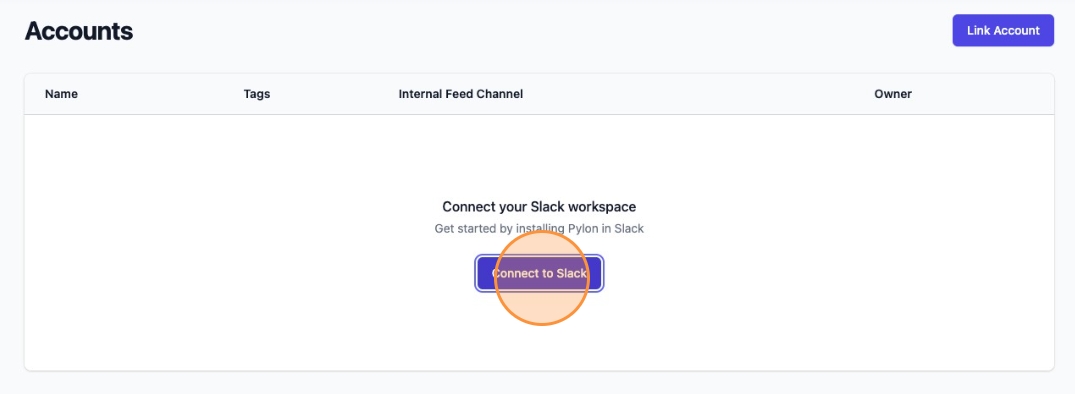 Accounts
Link Account
Name Tags Internal Feed Channel Owner
Connect your Slack workspace
Get started by installing Pylon in Slack
Connect to Slack